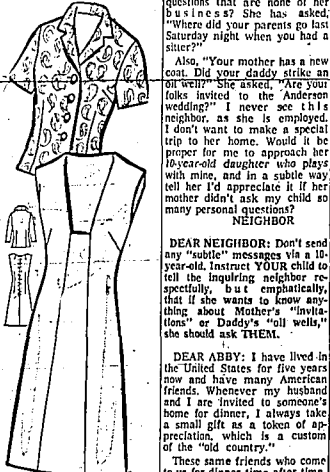 questions that are none of her
business? She has asked,
"Where did your parents go last
Saturday night when you had a
sitter?"
Also, "Your mother has a new
coat. Did your daddy strike an
oil well?" She asked, "Are your
folks invited to the Anderson
wedding?" I never see this
neighbor, as she is employed.
I don't want to make a special
trip to her home. Would it be
proper for me to approach her
10-year-old daughter who plays
with mine, and in a subtle way
tell her I'd appreciate it if her
mother didn't ask my child so
many personal questions?
NEIGHBOR
DEAR NEIGHBOR: Don't send
any "subtle" messages via a 10-
year-old. Instruct YOUR child to
tell the inquiring neighbor re-
spectfully, but emphatically,
that if she wants to know any-
thing about Mother's "invita-
tions" or Daddy's "oil wells,"
she should ask THEM.
DEAR ABBY: I have lived in
the United States for five years
now and have many American
friends. Whenever my husband
and I are invited to someone's
home for dinner, I always take
a small gift as a token of ap-
preciation, which is a custom
of the "old country."
These same friends who come
to us for dinner time after time